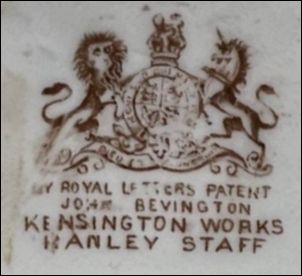 BY ROYAL LETTERS PATENT
JOHN BEVINGTON
KENSINGTON WORKS
HANLEY STAFF